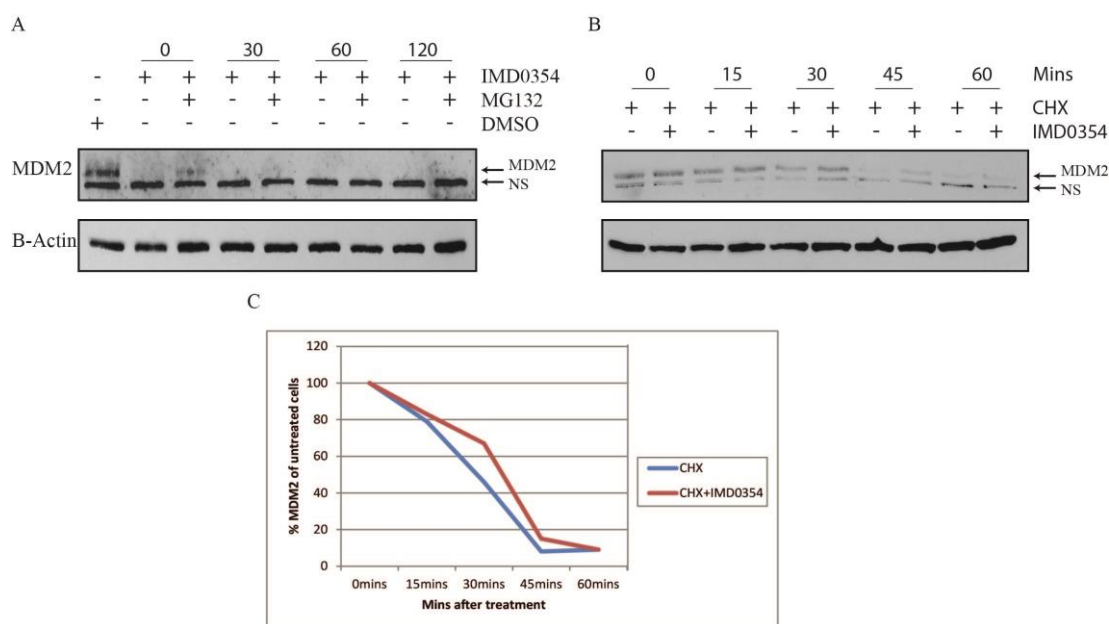 A
0 30 60 120
- + + + + + + + + IMD0354
- - + - + - + - + MG132
+ - - - - - - - - DMSO
MDM2
MDM2
NS
B-Actin
B
0 15 30 45 60 Mins
+ + + + + + + + + + CHX
- + - + - + - + - + IMD0354
MDM2
NS
C
120
100
80
60
40
20
0
% MDM2 of untreated cells
0mins 15mins 30mins 45mins 60mins
Mins after treatment
CHX
CHX+IMD0354